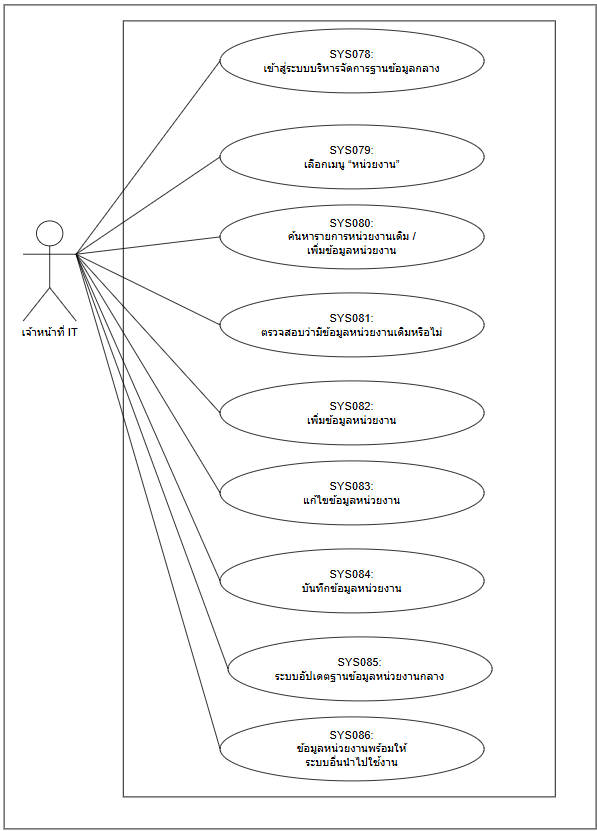 SYS078:
เข้าสู่ระบบบริหารจัดการฐานข้อมูลกลาง
SYS079:
เลือกเมนู “หน่วยงาน”
SYS080:
ค้นหารายการหน่วยงานเดิม /
เพิ่มข้อมูลหน่วยงาน
SYS081:
ตรวจสอบว่ามีข้อมูลหน่วยงานเดิมหรือไม่
เจ้าหน้าที่ IT
SYS082:
เพิ่มข้อมูลหน่วยงาน
SYS083:
แก้ไขข้อมูลหน่วยงาน
SYS084:
บันทึกข้อมูลหน่วยงาน
SYS085:
ระบบอัปเดตฐานข้อมูลหน่วยงานกลาง
SYS086:
ข้อมูลหน่วยงานพร้อมให้
ระบบอื่นนำไปใช้งาน